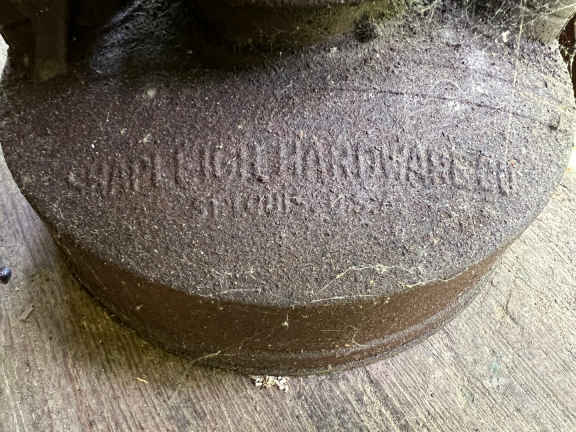 SHAPLEIGH HARDWARE CO
ST. LOUIS, U.S.A.